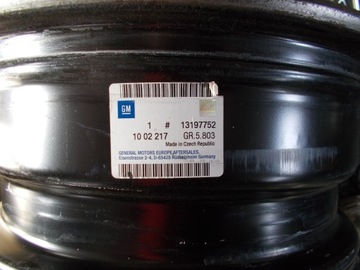 GM
1 # 13197752
10 02 217 GR.5.803
Made in Czech Republic
GENERAL MOTORS EUROPE AFTERSALES,
Eisenstrasse 2-4, D-65428 Rüsselsheim Germany